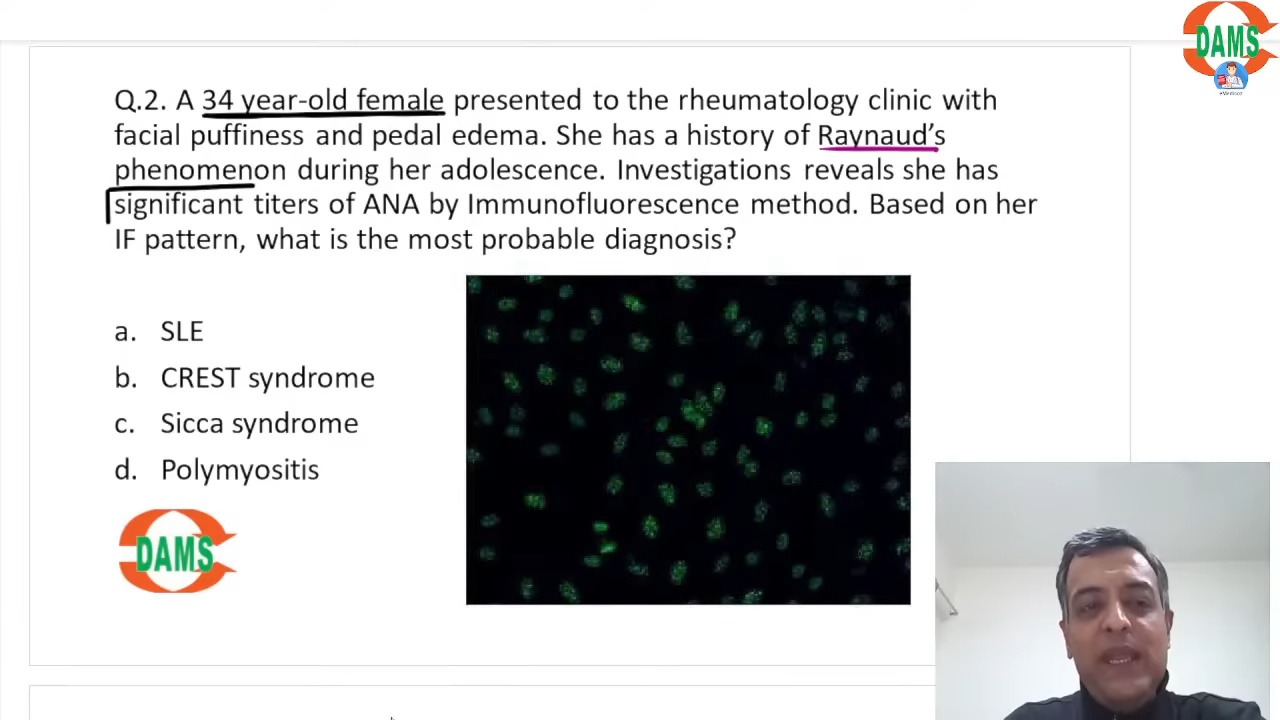 DAMS
Q.2. A 34 year-old female presented to the rheumatology clinic with
facial puffiness and pedal edema. She has a history of Raynaud's
phenomenon during her adolescence. Investigations reveals she has
significant titers of ANA by Immunofluorescence method. Based on her
IF pattern, what is the most probable diagnosis?
a. SLE
b. CREST syndrome
c. Sicca syndrome
d. Polymyositis
DAMS